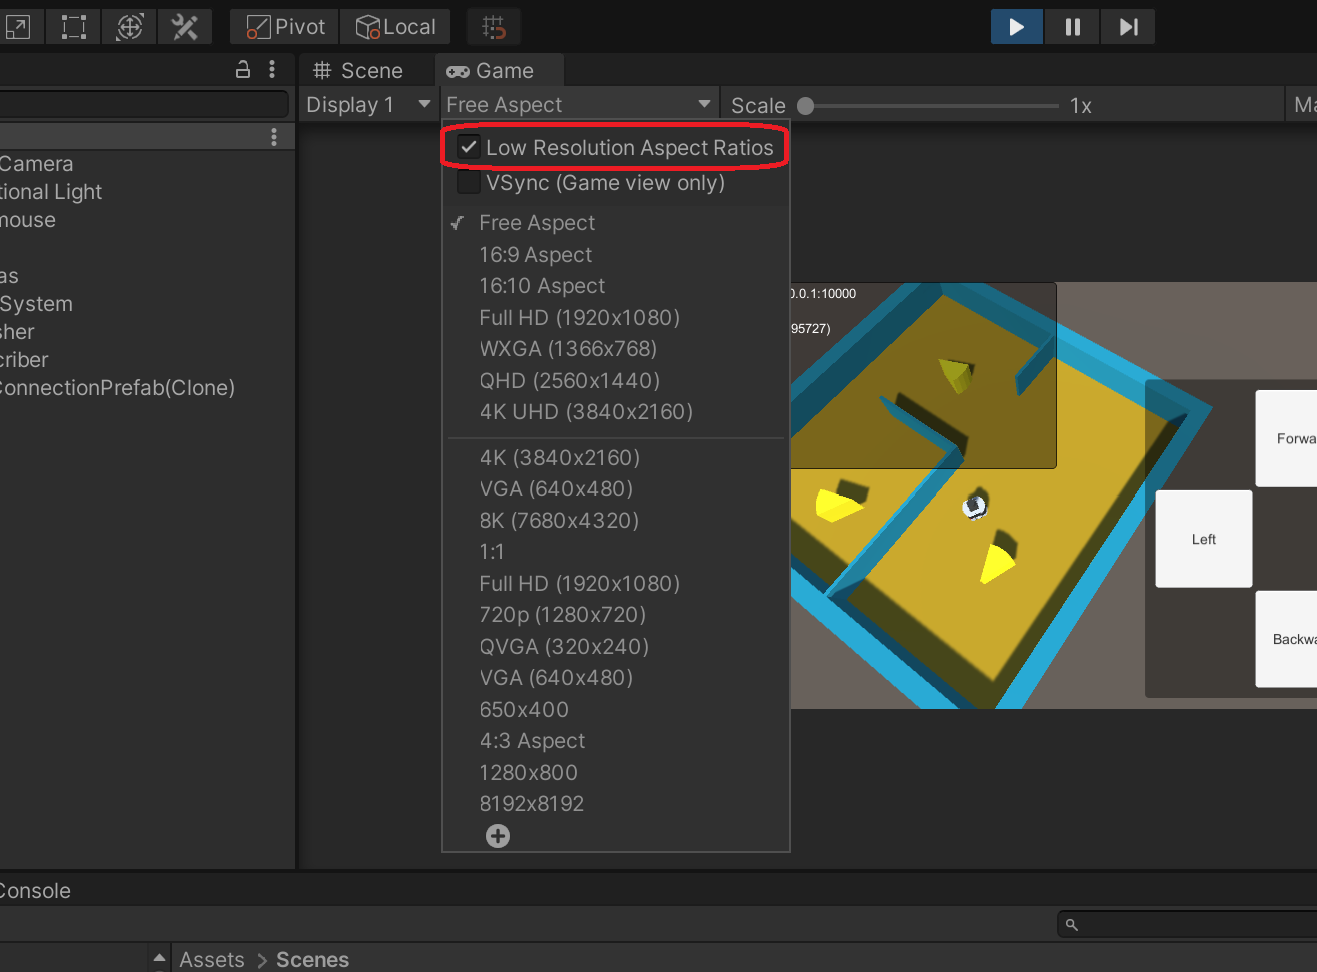 Pivot
Local
Scene
Game
Display 1
Free Aspect
Scale
1x
Low Resolution Aspect Ratios
VSync (Game view only)
Free Aspect
16:9 Aspect
16:10 Aspect
Full HD (1920x1080)
WXGA (1366x768)
QHD (2560x1440)
4K UHD (3840x2160)
4K (3840x2160)
VGA (640x480)
8K (7680x4320)
1:1
Full HD (1920x1080)
720p (1280x720)
QVGA (320x240)
VGA (640x480)
650x400
4:3 Aspect
1280x800
8192x8192
Camera
tional Light
mouse
as
System
sher
criber
ConnectionPrefab(Clone)
0.0.1:10000
95727)
Forwa
Left
Backwa
Console
Assets > Scenes